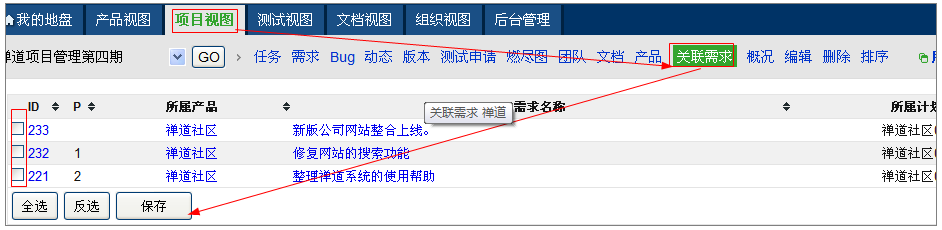 我的地盘 产品视图 项目视图 测试视图 文档视图 组织视图 后台管理
禅道项目管理第四期 GO › 任务 需求 Bug 动态 版本 测试申请 燃尽图 团队 文档 产品 关联需求 概况 编辑 删除 排序
ID P 所属产品 需求名称 所属计
关联需求 禅道
233 禅道社区 新版公司网站整合上线。 禅道社区
232 1 禅道社区 修复网站的搜索功能 禅道社区
221 2 禅道社区 整理禅道系统的使用帮助 禅道社区
全选 反选 保存